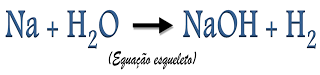 Na + H₂O → NaOH + H₂
(Equação esqueleto)